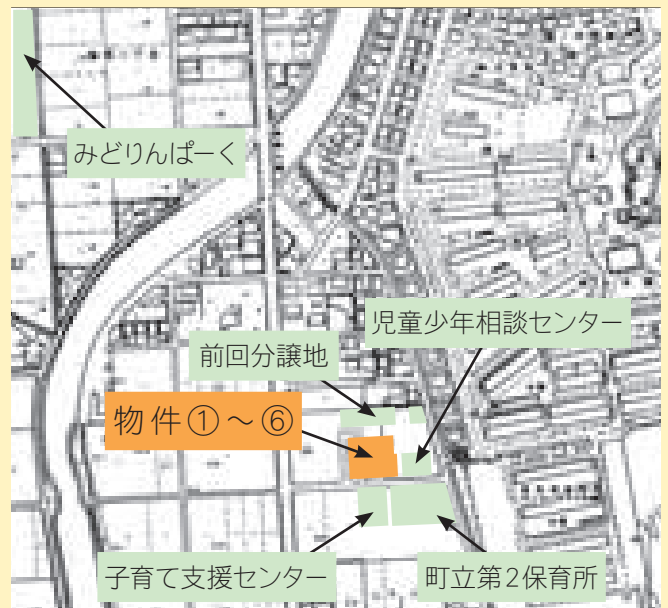 みどりんぱーく
児童少年相談センター
前回分譲地
物件①～⑥
子育て支援センター
町立第2保育所